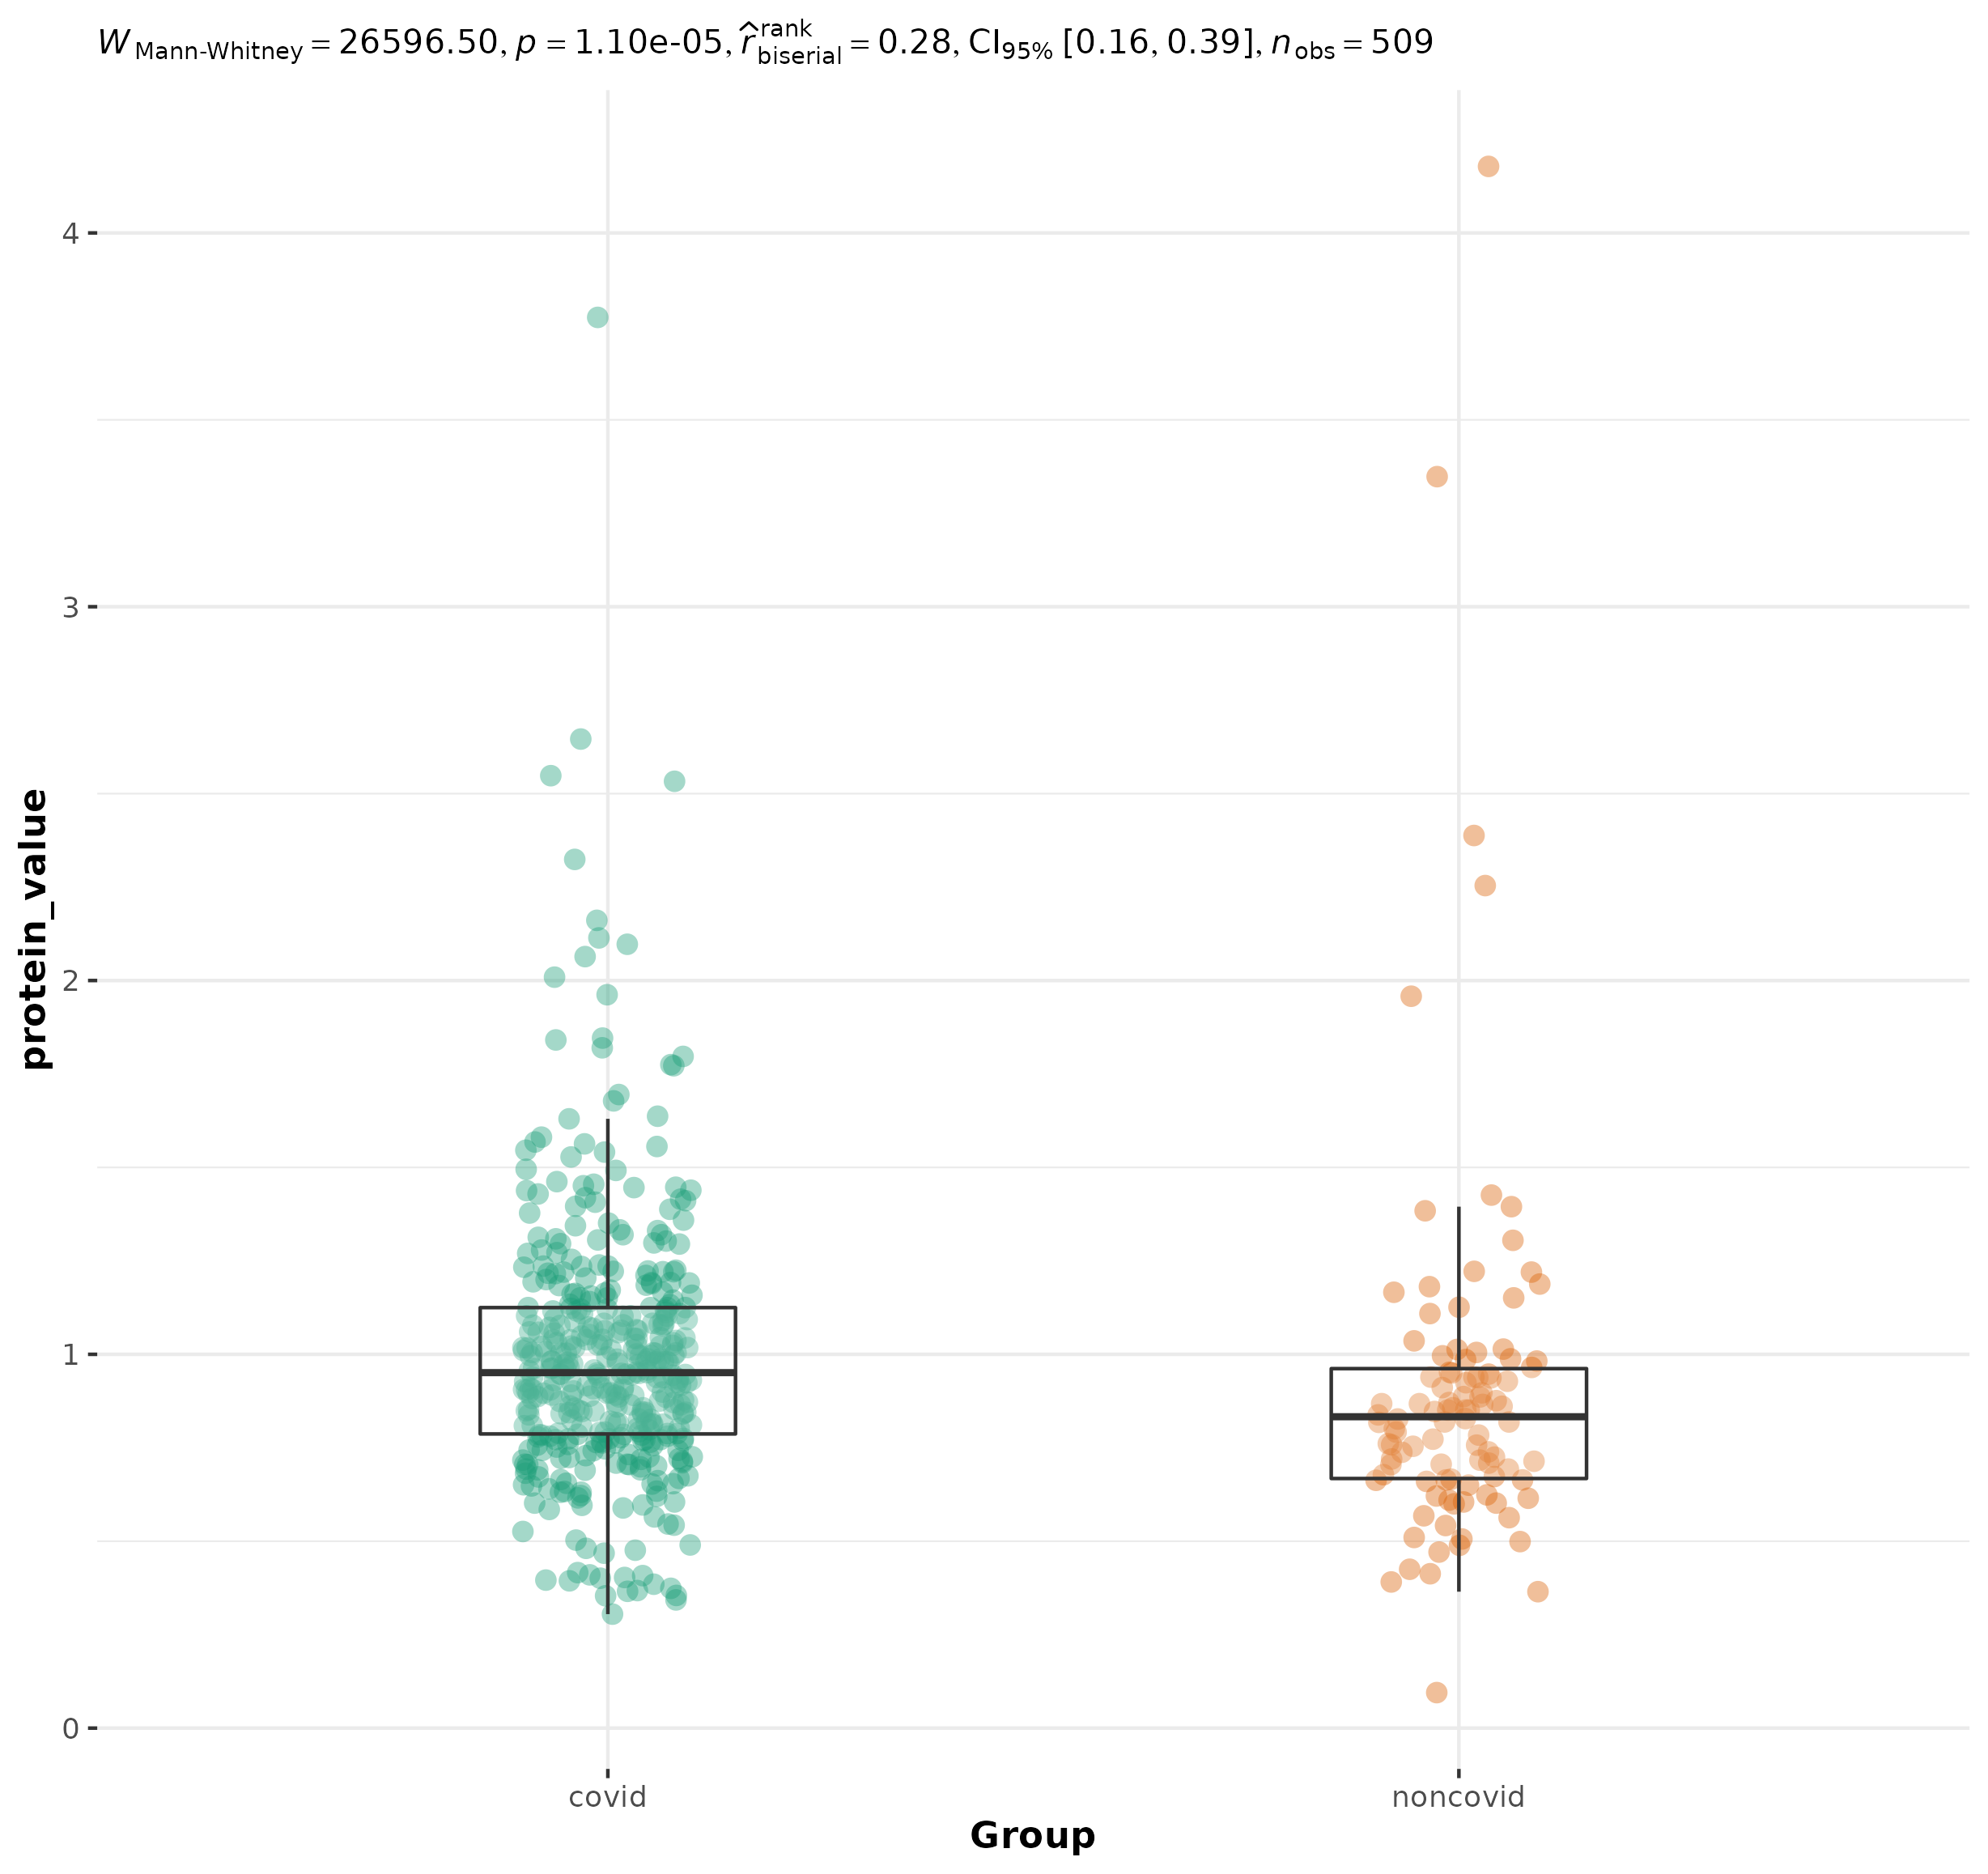 W Mann-Whitney = 26596.50, p = 1.10e-05, r̂ rank biserial = 0.28, CI95% [0.16, 0.39], n obs = 509
4
3
2
1
0
protein_value
covid noncovid
Group